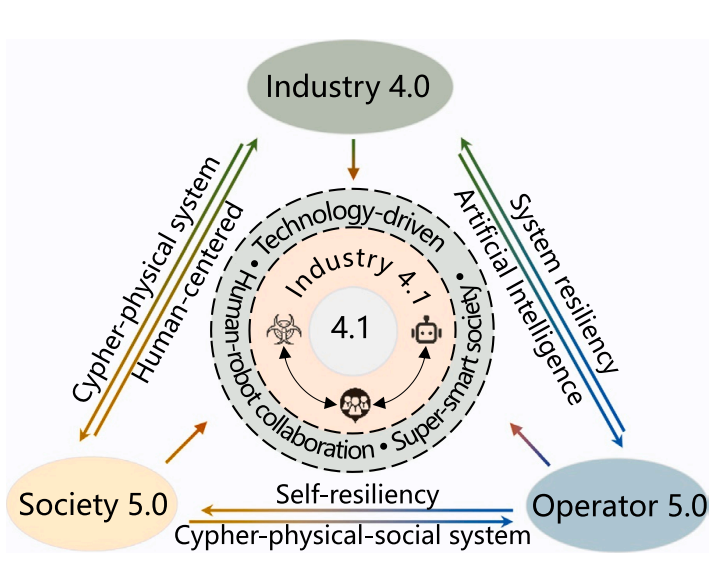 Industry 4.0
Cypher-physical system
Human-centered
System resiliency
Artificial Intelligence
Technology-driven
Human-robot collaboration
Super-smart society
Industry 4.1
4.1
Society 5.0
Operator 5.0
Self-resiliency
Cypher-physical-social system